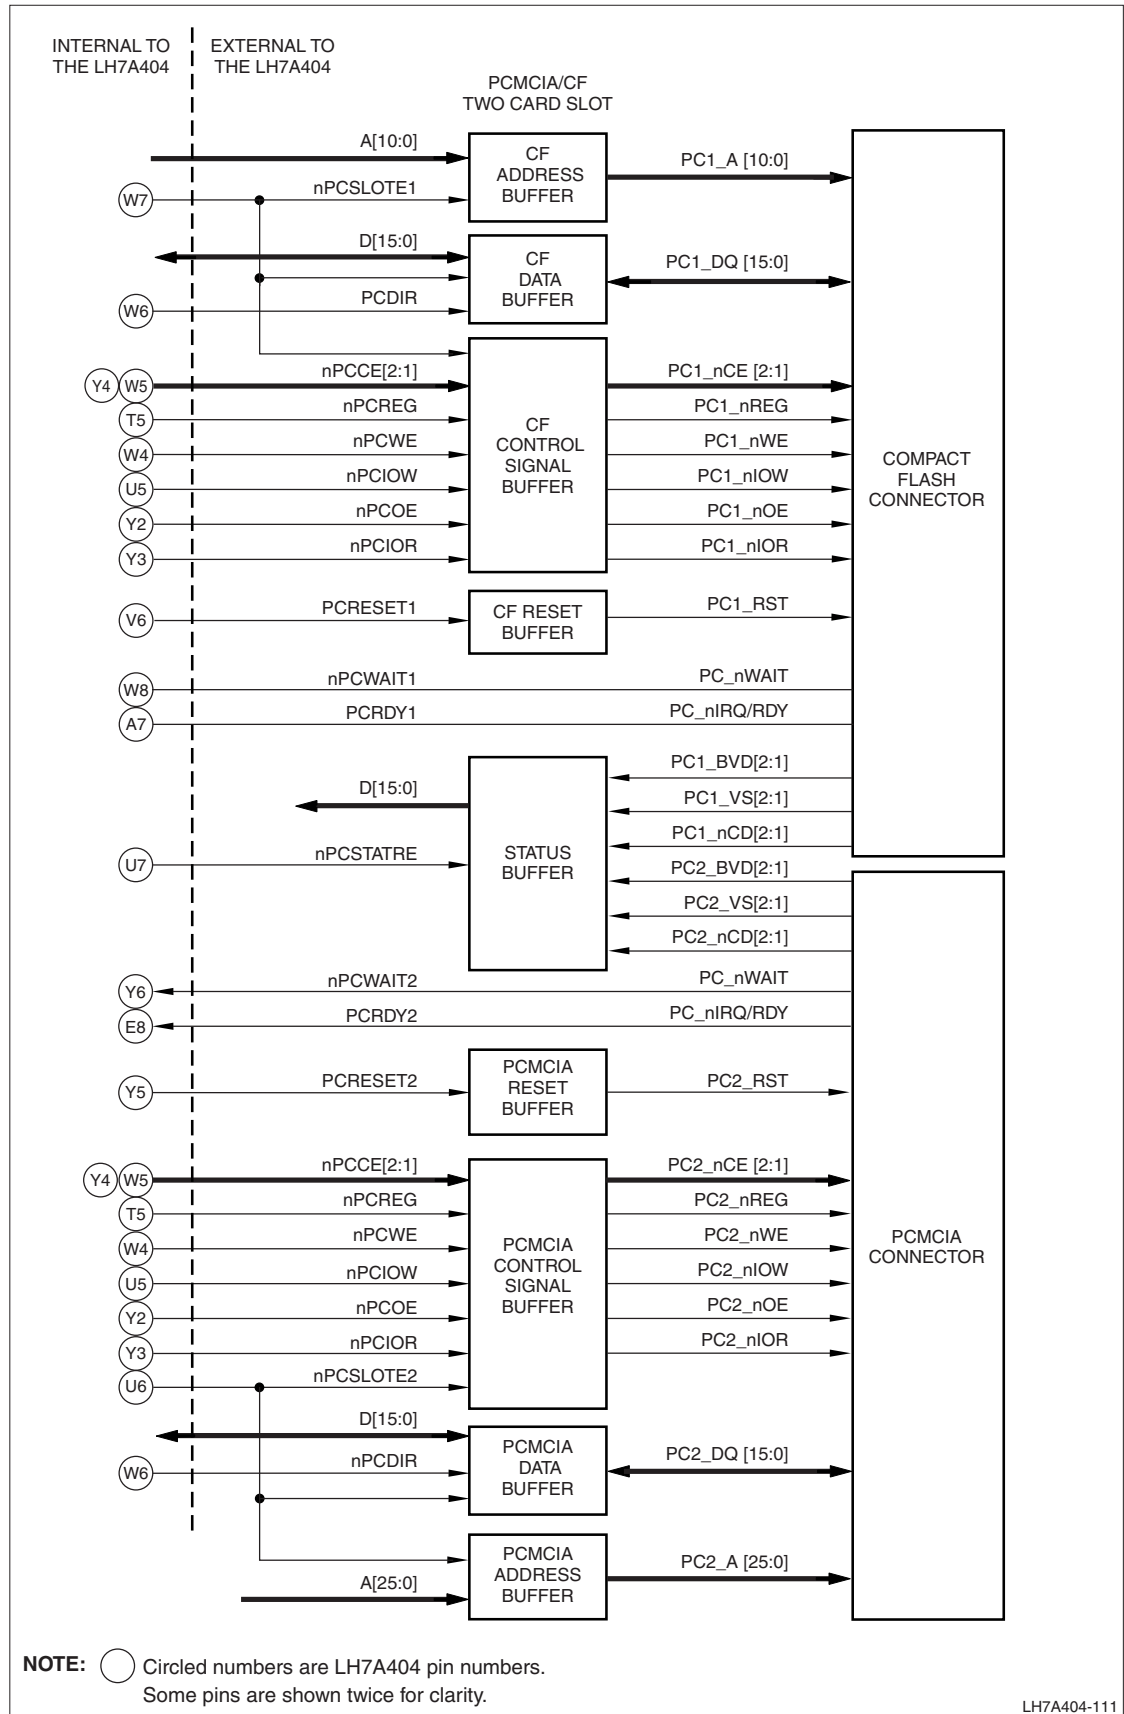 INTERNAL TO
THE LH7A404
EXTERNAL TO
THE LH7A404
PCMCIA/CF
TWO CARD SLOT
A[10:0]
CF
ADDRESS
BUFFER
PC1_A [10:0]
W7
nPCSLOTE1
D[15:0]
CF
DATA
BUFFER
PC1_DQ [15:0]
W6
PCDIR
Y4
W5
nPCCE[2:1]
PC1_nCE [2:1]
T5
nPCREG
PC1_nREG
W4
nPCWE
PC1_nWE
U5
nPCIOW
PC1_nIOW
Y2
nPCOE
PC1_nOE
Y3
nPCIOR
PC1_nIOR
CF
CONTROL
SIGNAL
BUFFER
COMPACT
FLASH
CONNECTOR
V6
PCRESET1
CF RESET
BUFFER
PC1_RST
W8
nPCWAIT1
PC_nWAIT
A7
PCRDY1
PC_nIRQ/RDY
D[15:0]
U7
nPCSTATRE
STATUS
BUFFER
PC1_BVD[2:1]
PC1_VS[2:1]
PC1_nCD[2:1]
PC2_BVD[2:1]
PC2_VS[2:1]
PC2_nCD[2:1]
Y6
nPCWAIT2
PC_nWAIT
E8
PCRDY2
PC_nIRQ/RDY
Y5
PCRESET2
PCMCIA
RESET
BUFFER
PC2_RST
Y4
W5
nPCCE[2:1]
PC2_nCE [2:1]
T5
nPCREG
PC2_nREG
W4
nPCWE
PC2_nWE
U5
nPCIOW
PC2_nIOW
Y2
nPCOE
PC2_nOE
Y3
nPCIOR
PC2_nIOR
U6
nPCSLOTE2
PCMCIA
CONTROL
SIGNAL
BUFFER
PCMCIA
CONNECTOR
D[15:0]
W6
nPCDIR
PCMCIA
DATA
BUFFER
PC2_DQ [15:0]
PCMCIA
ADDRESS
BUFFER
A[25:0]
PC2_A [25:0]
NOTE: Circled numbers are LH7A404 pin numbers.
Some pins are shown twice for clarity.
LH7A404-111